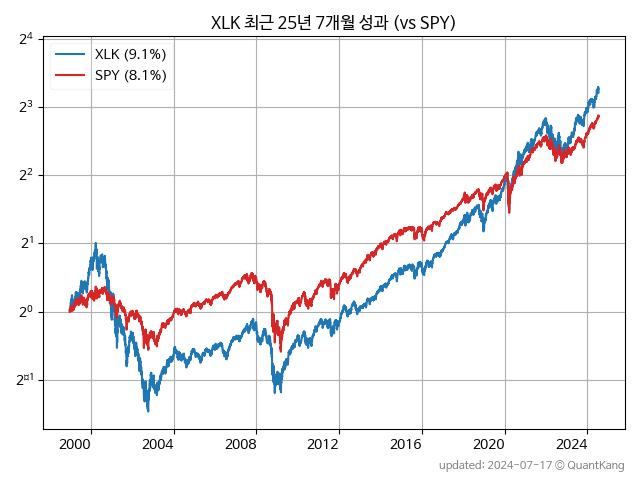 XLK 최근 25년 7개월 성과 (vs SPY)
XLK (9.1%)
SPY (8.1%)
2⁴
2³
2²
2¹
2⁰
2¤1
2000 2004 2008 2012 2016 2020 2024
updated: 2024-07-17 © QuantKang